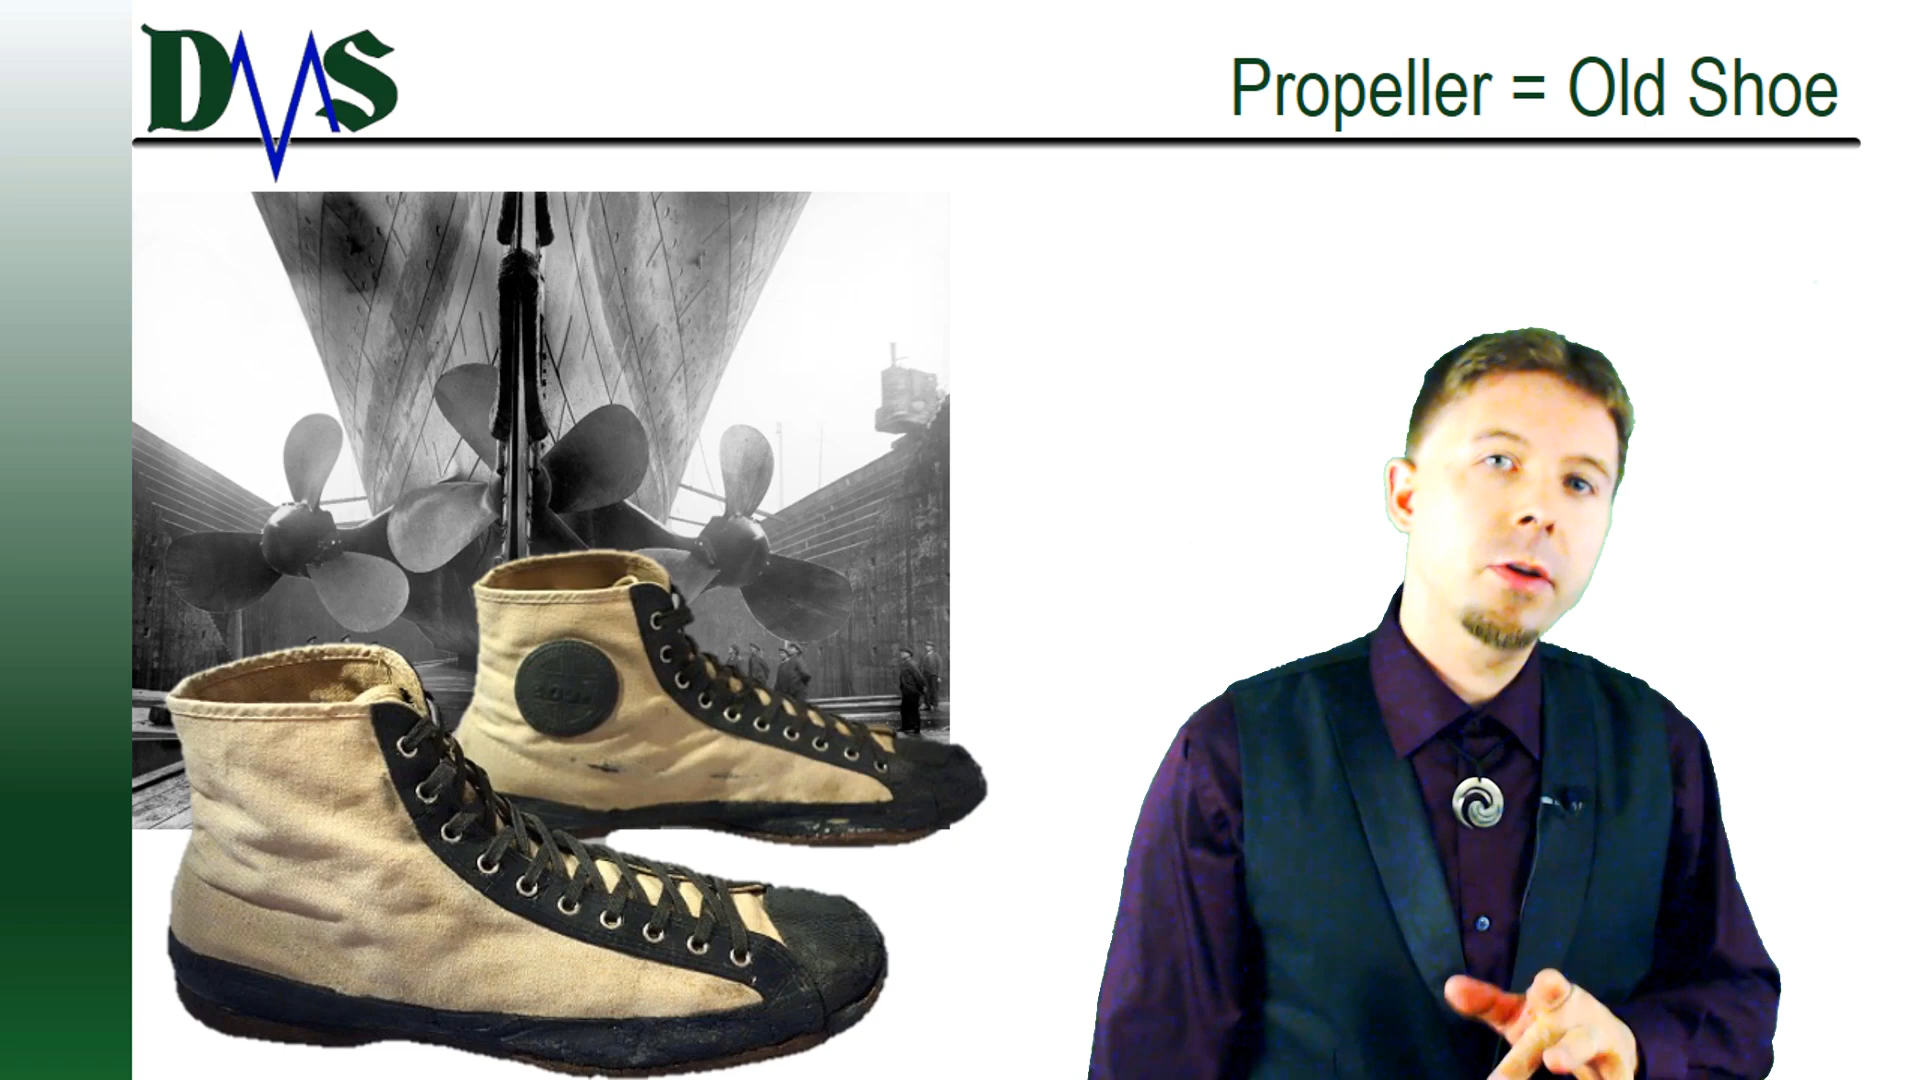 DMS
Propeller = Old Shoe